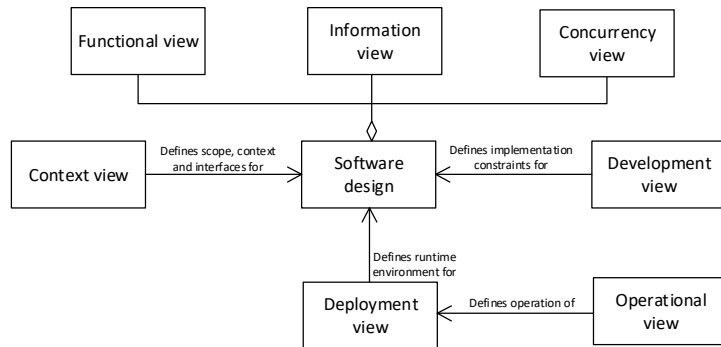 Functional view
Information
view
Concurrency
view
Context view
Defines scope, context
and interfaces for
Software
design
Defines implementation
constraints for
Development
view
Defines runtime
environment for
Deployment
view
Defines operation of
Operational
view